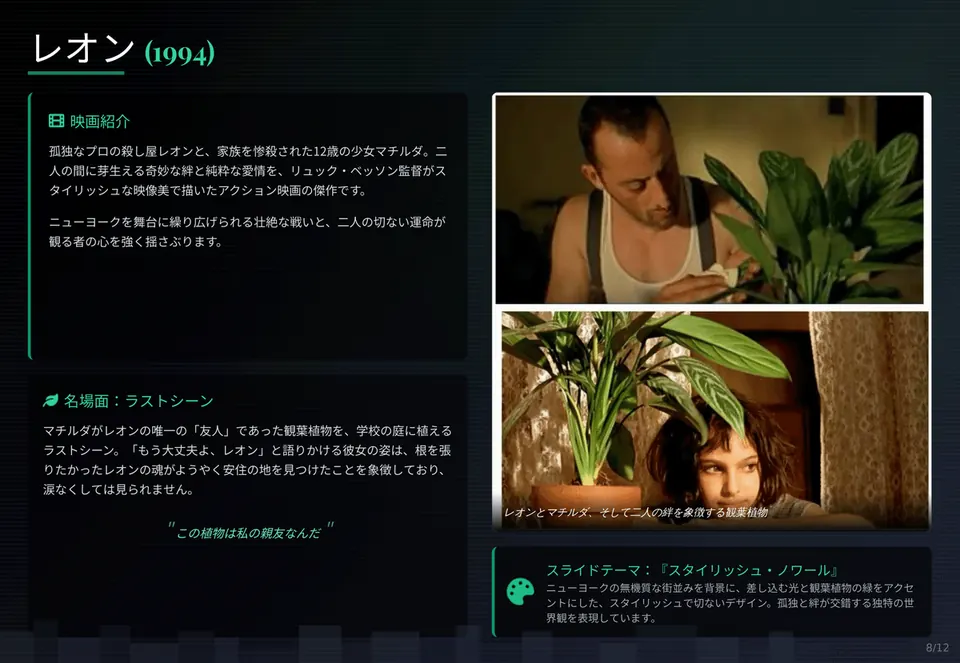 レオン (1994)
映画紹介
孤独なプロの殺し屋レオンと、家族を惨殺された12歳の少女マチルダ。二
人の間に芽生える奇妙な絆と純粋な愛情を、リュック・ベッソン監督がス
タイリッシュな映像美で描いたアクション映画の傑作です。
ニューヨークを舞台に繰り広げられる壮絶な戦いと、二人の切ない運命が
観る者の心を強く揺さぶります。
名場面：ラストシーン
マチルダがレオンの唯一の「友人」であった観葉植物を、学校の庭に植える
ラストシーン。「もう大丈夫よ、レオン」と語りかける彼女の姿は、根を張
りたかったレオンの魂がようやく安住の地を見つけたことを象徴しており、
涙なくしては見られません。
"この植物は私の親友なんだ"
レオンとマチルダ、そして二人の絆を象徴する観葉植物
スライドテーマ：『スタイリッシュ・ノワール』
ニューヨークの無機質な街並みを背景に、差し込む光と観葉植物の緑をアクセ
ントにした、スタイリッシュで切ないデザイン。孤独と絆が交錯する独特の世
界観を表現しています。
8/12